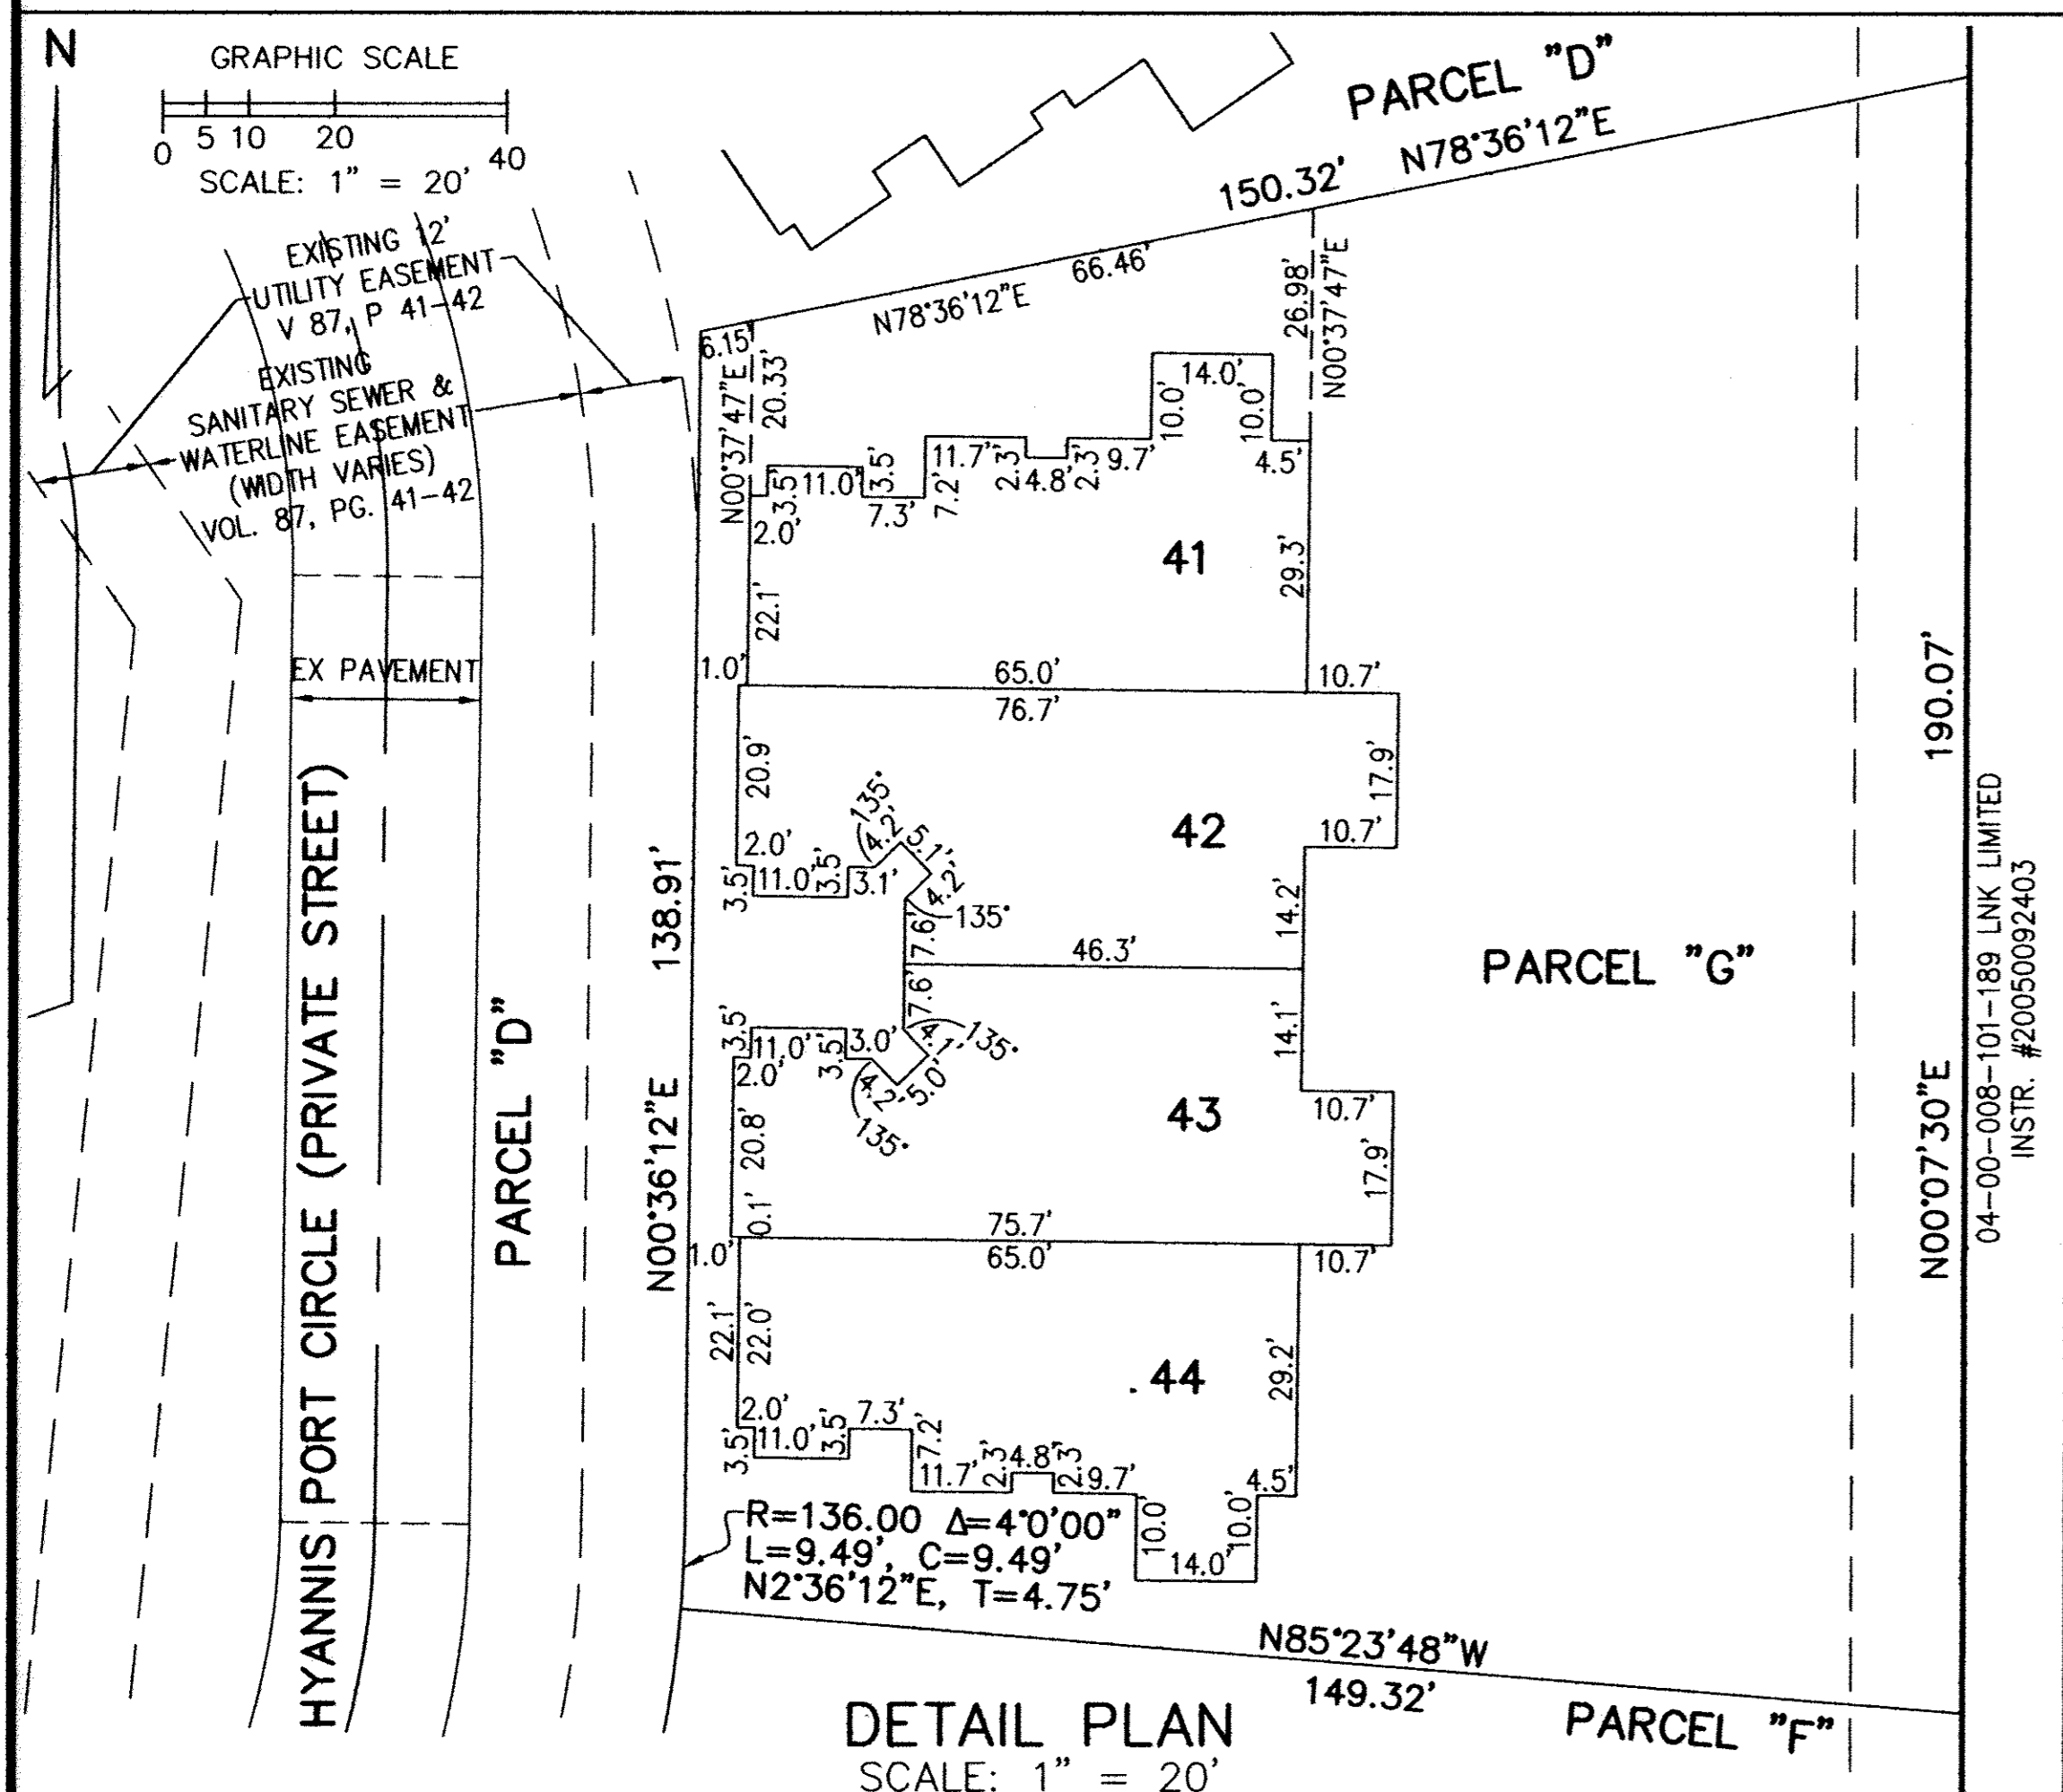 N
GRAPHIC SCALE
0 5 10 20 40
SCALE: 1" = 20'
EXISTING 12'
UTILITY EASEMENT
V 87, P 41-42
EXISTING
SANITARY SEWER &
WATERLINE EASEMENT
(WIDTH VARIES)
VOL. 87, PG. 41-42
EX PAVEMENT
HYANNIS PORT CIRCLE (PRIVATE STREET)
PARCEL "D"
N00°36'12"E 138.91'
PARCEL "D"
150.32' N78°36'12"E
66.46'
N78°36'12"E
6.15'
N00°37'47"E
20.33'
26.98'
N00°37'47"E
14.0'
10.0'
10.0'
4.5'
9.7'
2.3'
4.8'
2.3'
11.7'
7.2'
7.3'
3.5'
11.0'
3.5'
2.0'
22.1'
41
29.3'
1.0'
65.0'
10.7'
76.7'
20.9'
17.9'
42
10.7'
135°
4.2'
5.1'
4.2'
135°
2.0'
3.5'
11.0'
3.5'
3.1'
7.6'
14.2'
46.3'
PARCEL "G"
7.6'
14.1'
3.5'
11.0'
3.5'
3.0'
4.1'
135°
2.0'
4.2'
5.0'
135°
43
10.7'
20.8'
17.9'
0.1'
75.7'
1.0'
65.0'
10.7'
22.1'
22.0'
44
29.2'
2.0'
3.5'
11.0'
3.5'
7.3'
7.2'
11.7'
2.3'
4.8'
2.3'
9.7'
4.5'
10.0'
10.0'
14.0'
R=136.00 Δ=4°0'00"
L=9.49', C=9.49'
N2°36'12"E, T=4.75'
N85°23'48"W
149.32'
PARCEL "F"
N00°07'30"E 190.07'
04-00-008-101-189 LNK LIMITED
INSTR. #20050092403
DETAIL PLAN
SCALE: 1" = 20'